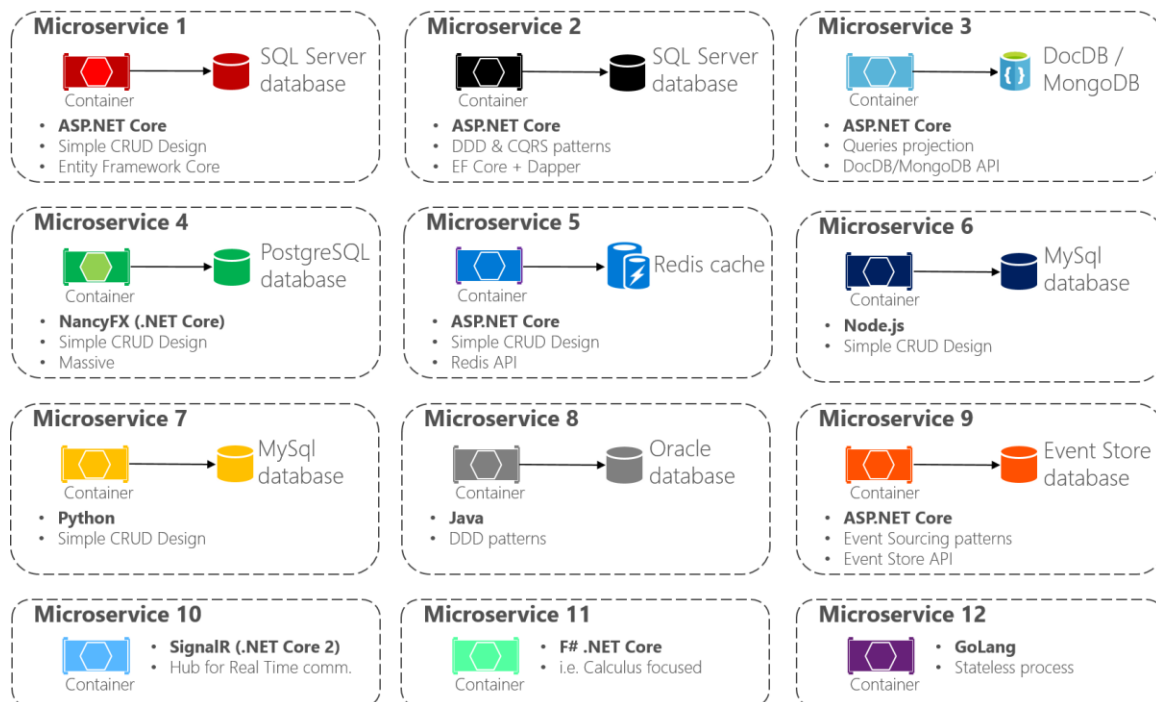 Microservice 1
SQL Server
database
Container
• ASP.NET Core
• Simple CRUD Design
• Entity Framework Core
Microservice 2
SQL Server
database
Container
• ASP.NET Core
• DDD & CQRS patterns
• EF Core + Dapper
Microservice 3
{ }
DocDB /
MongoDB
Container
• ASP.NET Core
• Queries projection
• DocDB/MongoDB API
Microservice 4
PostgreSQL
database
Container
• NancyFX (.NET Core)
• Simple CRUD Design
• Massive
Microservice 5
Redis cache
Container
• ASP.NET Core
• Simple CRUD Design
• Redis API
Microservice 6
MySql
database
Container
• Node.js
• Simple CRUD Design
Microservice 7
MySql
database
Container
• Python
• Simple CRUD Design
Microservice 8
Oracle
database
Container
• Java
• DDD patterns
Microservice 9
Event Store
database
Container
• ASP.NET Core
• Event Sourcing patterns
• Event Store API
Microservice 10
• SignalR (.NET Core 2)
• Hub for Real Time comm.
Container
Microservice 11
• F# .NET Core
• i.e. Calculus focused
Container
Microservice 12
• GoLang
• Stateless process
Container